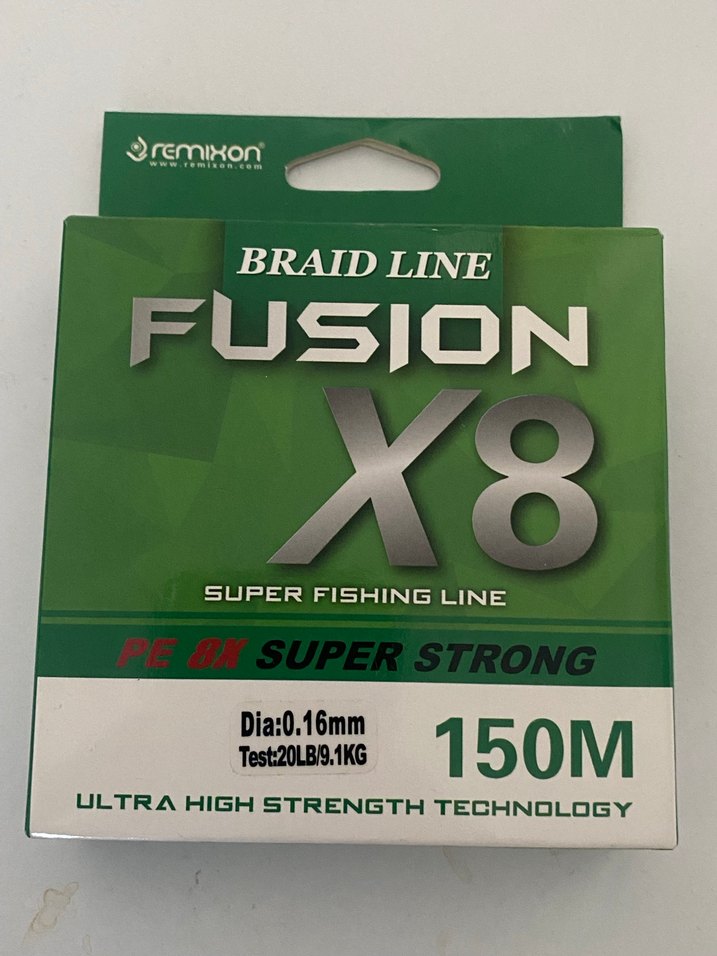 remixon®
www.remixon.com
BRAID LINE
FUSION
X8
SUPER FISHING LINE
PE 8X SUPER STRONG
Dia:0.16mm
Test:20LB/9.1KG
150M
ULTRA HIGH STRENGTH TECHNOLOGY